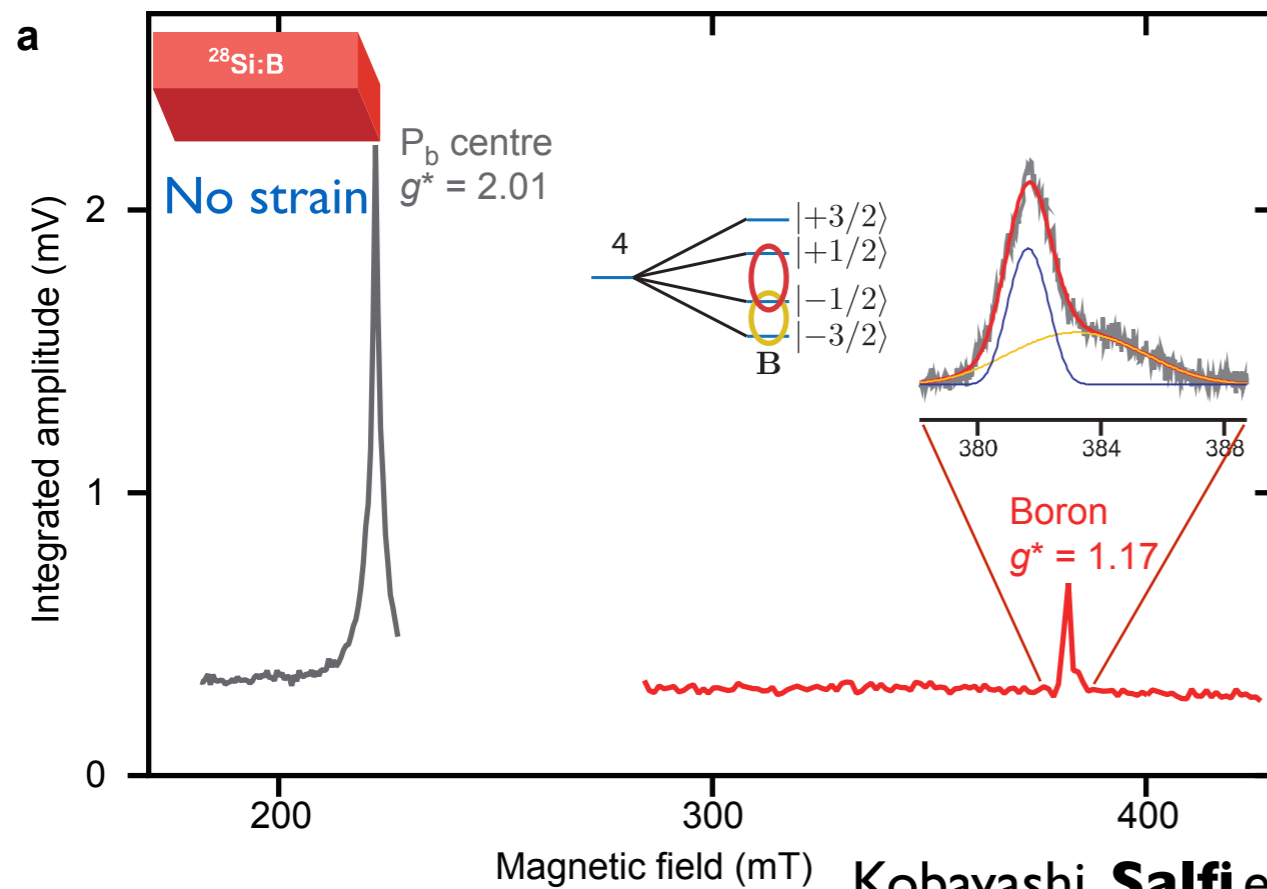 a
²⁸Si:B
No strain
P_b centre
g* = 2.01
4
|+3/2⟩
|+1/2⟩
|−1/2⟩
|−3/2⟩
B
380 384 388
Boron
g* = 1.17
Integrated amplitude (mV)
2
1
0
200 300 400
Magnetic field (mT)
Kobayashi, Salfi e